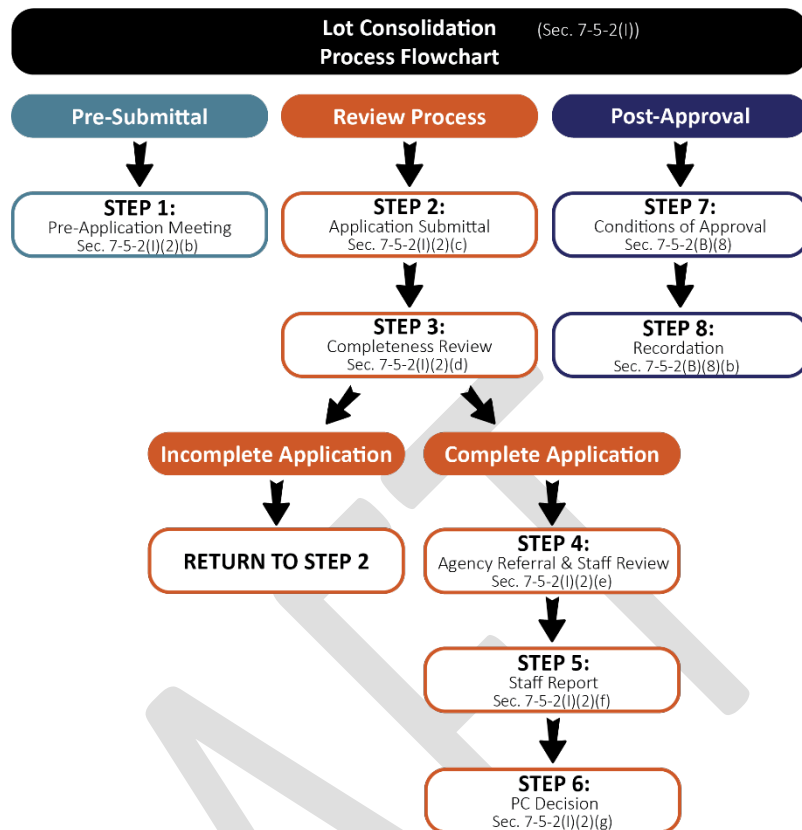 Lot Consolidation (Sec. 7-5-2(I))
Process Flowchart
Pre-Submittal
STEP 1:
Pre-Application Meeting
Sec. 7-5-2(I)(2)(b)
Review Process
STEP 2:
Application Submittal
Sec. 7-5-2(I)(2)(c)
STEP 3:
Completeness Review
Sec. 7-5-2(I)(2)(d)
Incomplete Application
RETURN TO STEP 2
Complete Application
STEP 4:
Agency Referral & Staff Review
Sec. 7-5-2(I)(2)(e)
STEP 5:
Staff Report
Sec. 7-5-2(I)(2)(f)
STEP 6:
PC Decision
Sec. 7-5-2(I)(2)(g)
Post-Approval
STEP 7:
Conditions of Approval
Sec. 7-5-2(B)(8)
STEP 8:
Recordation
Sec. 7-5-2(B)(8)(b)